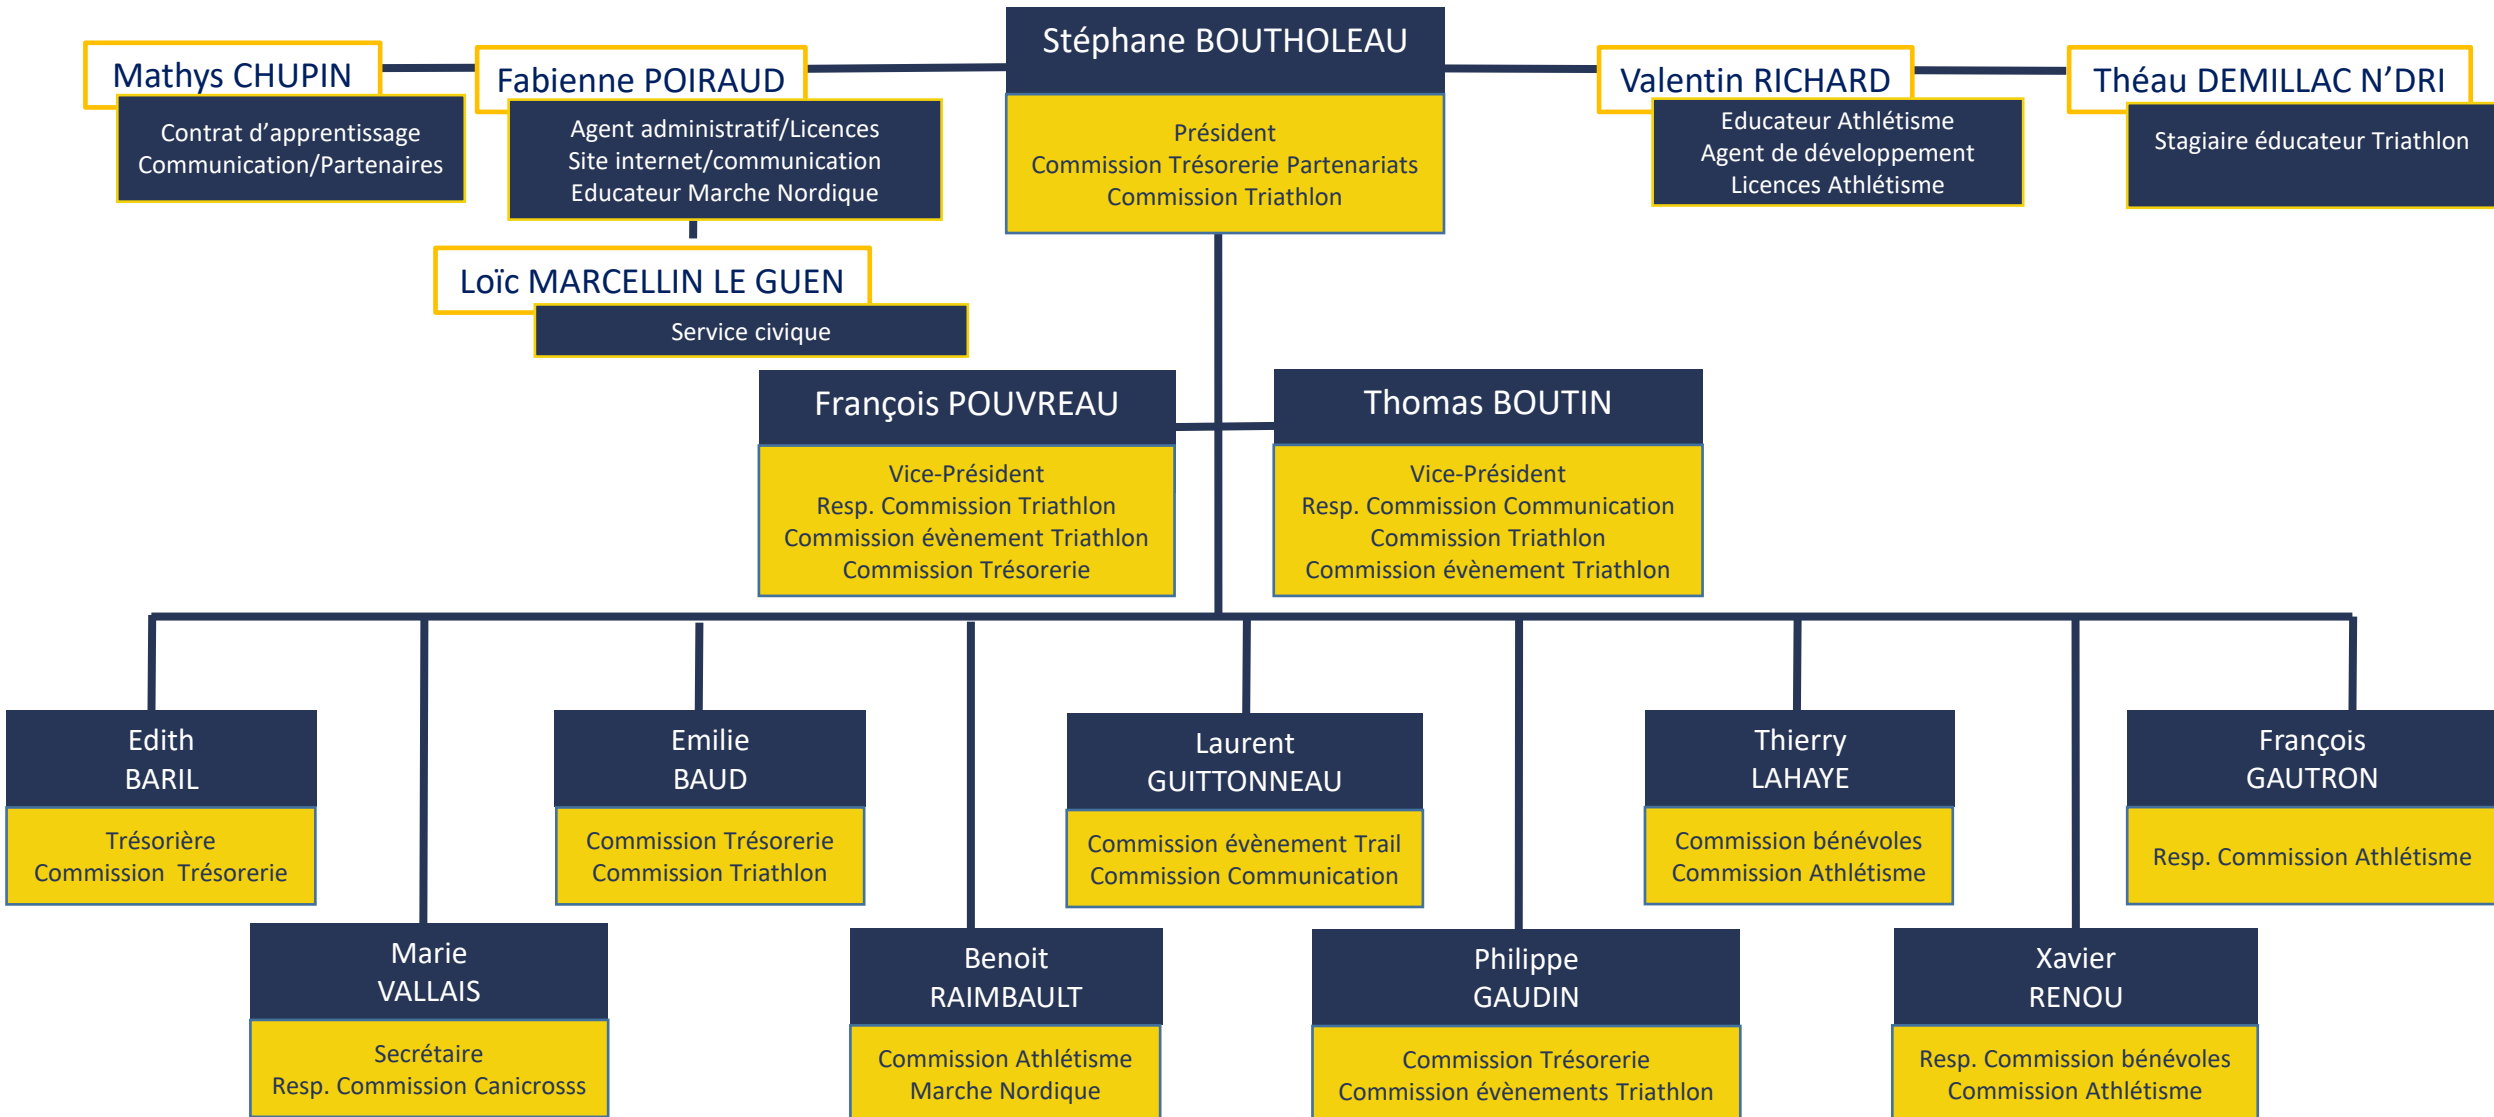 Stéphane BOUTHOLEAU
Président
Commission Trésorerie Partenariats
Commission Triathlon
Mathys CHUPIN
Contrat d'apprentissage
Communication/Partenaires
Fabienne POIRAUD
Agent administratif/Licences
Site internet/communication
Educateur Marche Nordique
Valentin RICHARD
Educateur Athlétisme
Agent de développement
Licences Athlétisme
Théau DEMILLAC N'DRI
Stagiaire éducateur Triathlon
Loïc MARCELLIN LE GUEN
Service civique
François POUVREAU
Vice-Président
Resp. Commission Triathlon
Commission évènement Triathlon
Commission Trésorerie
Thomas BOUTIN
Vice-Président
Resp. Commission Communication
Commission Triathlon
Commission évènement Triathlon
Edith
BARIL
Trésorière
Commission  Trésorerie
Emilie
BAUD
Commission Trésorerie
Commission Triathlon
Laurent
GUITTONNEAU
Commission évènement Trail
Commission Communication
Thierry
LAHAYE
Commission bénévoles
Commission Athlétisme
François
GAUTRON
Resp. Commission Athlétisme
Marie
VALLAIS
Secrétaire
Resp. Commission Canicrosss
Benoit
RAIMBAULT
Commission Athlétisme
Marche Nordique
Philippe
GAUDIN
Commission Trésorerie
Commission évènements Triathlon
Xavier
RENOU
Resp. Commission bénévoles
Commission Athlétisme